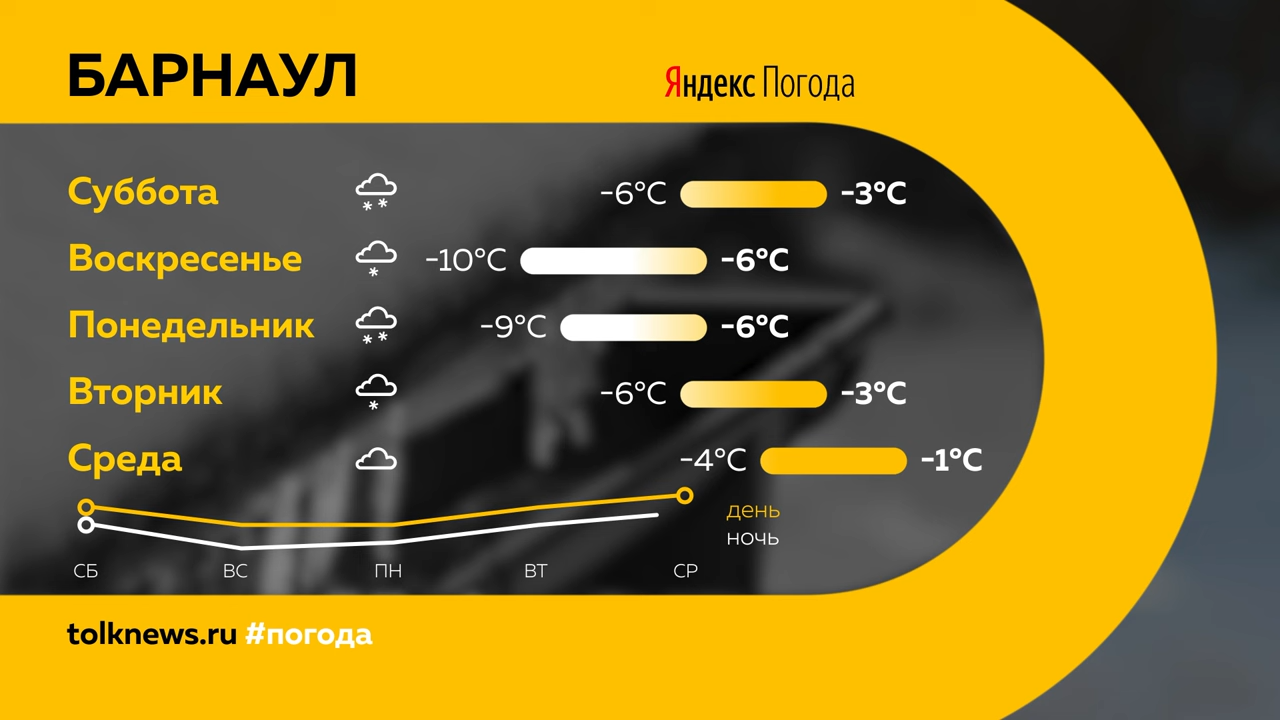 БАРНАУЛ
Яндекс Погода
Суббота -6°C -3°C
Воскресенье -10°C -6°C
Понедельник -9°C -6°C
Вторник -6°C -3°C
Среда -4°C -1°C
день
ночь
СБ ВС ПН ВТ СР
tolknews.ru #погода